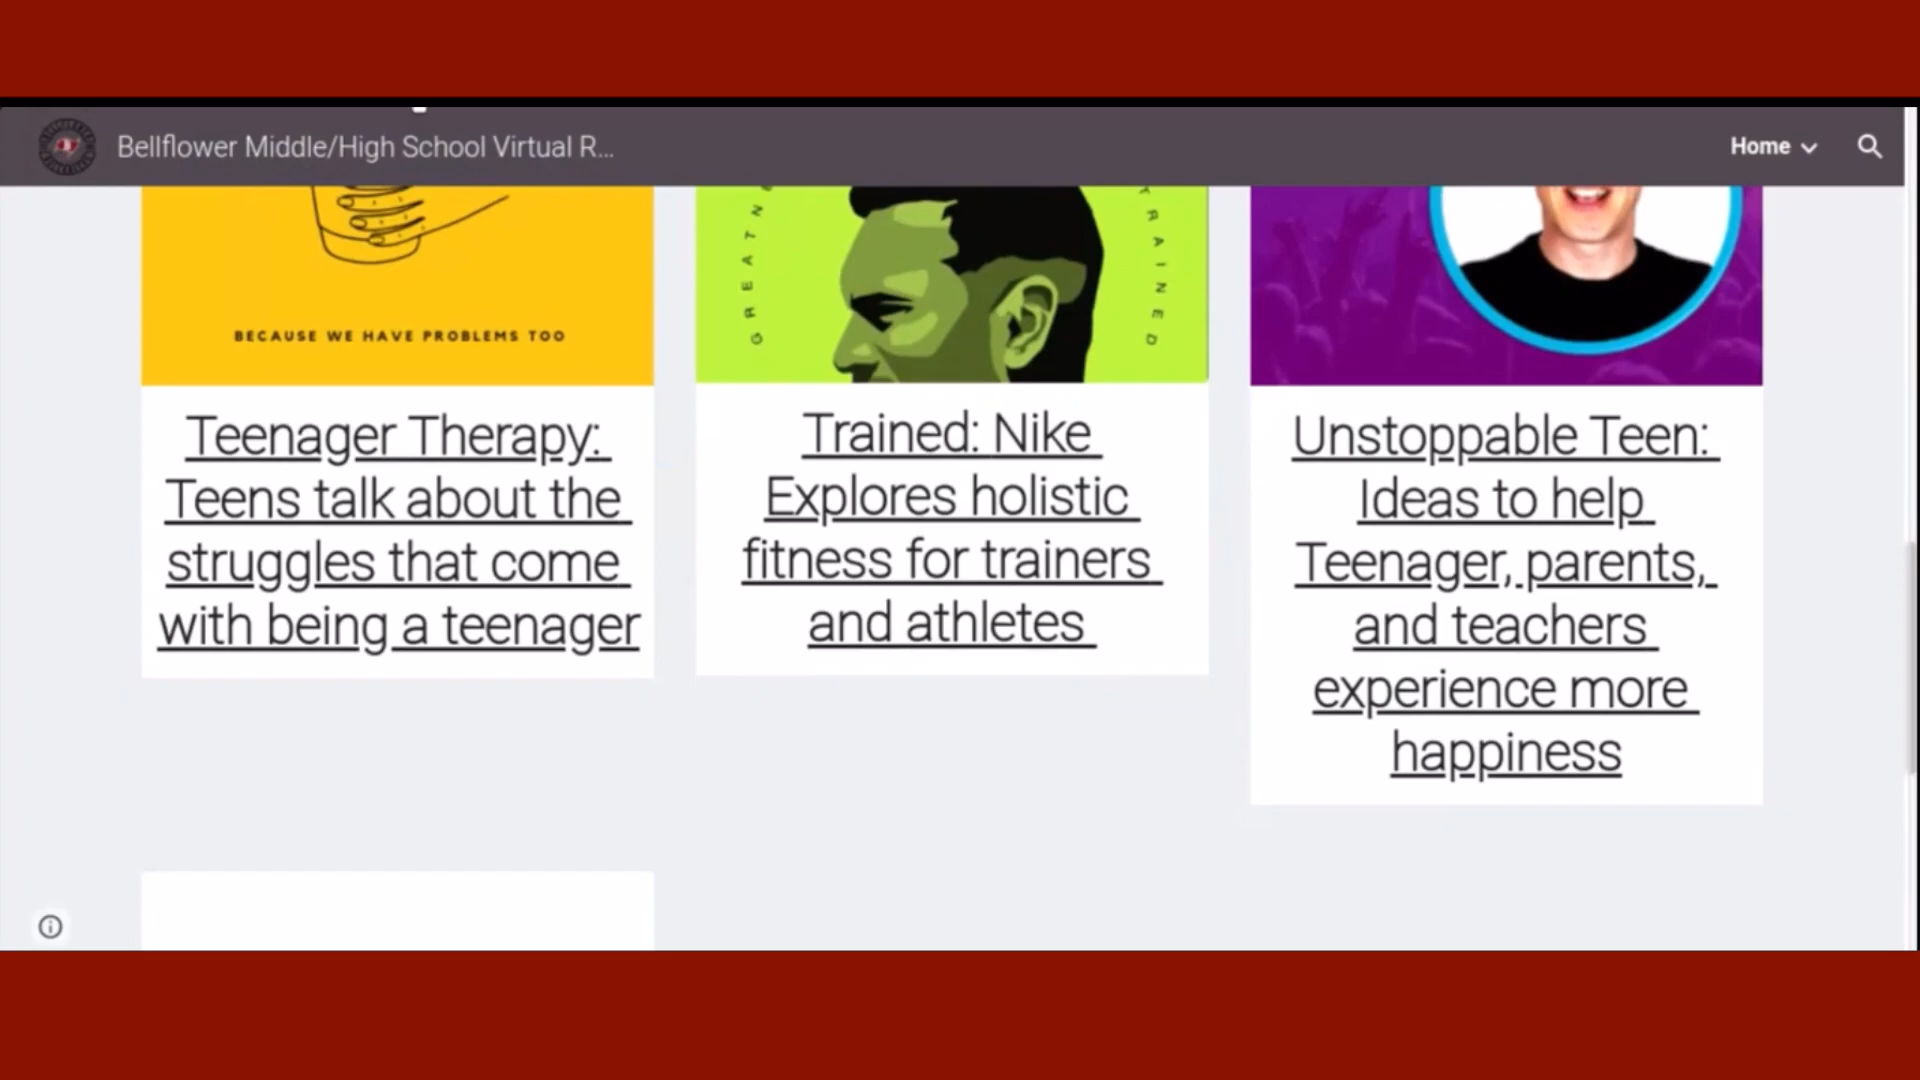 Bellflower Middle/High School Virtual R...
Home
GREATN
TRAINED
BECAUSE WE HAVE PROBLEMS TOO
Teenager Therapy:
Teens talk about the
struggles that come
with being a teenager
Trained: Nike
Explores holistic
fitness for trainers
and athletes
Unstoppable Teen:
Ideas to help
Teenager, parents,
and teachers
experience more
happiness